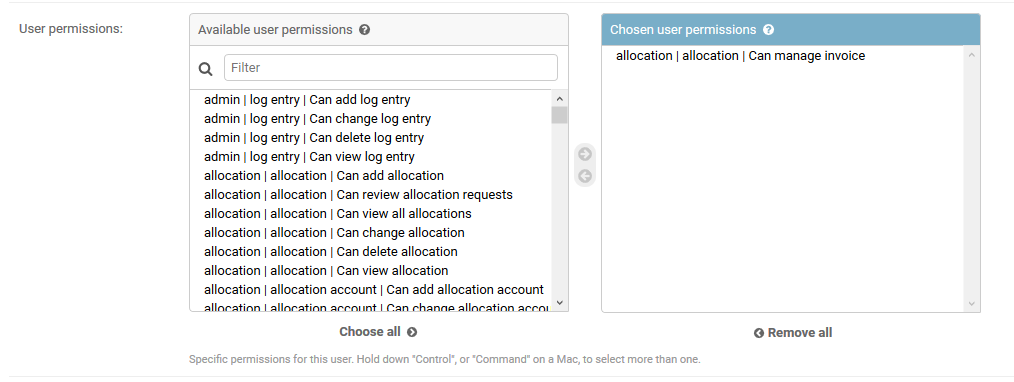 User permissions:
Available user permissions ?
Filter
admin | log entry | Can add log entry
admin | log entry | Can change log entry
admin | log entry | Can delete log entry
admin | log entry | Can view log entry
allocation | allocation | Can add allocation
allocation | allocation | Can review allocation requests
allocation | allocation | Can view all allocations
allocation | allocation | Can change allocation
allocation | allocation | Can delete allocation
allocation | allocation | Can view allocation
allocation | allocation account | Can add allocation account
allocation | allocation account | Can change allocation accou
Choose all
Chosen user permissions ?
allocation | allocation | Can manage invoice
Remove all
Specific permissions for this user. Hold down "Control", or "Command" on a Mac, to select more than one.